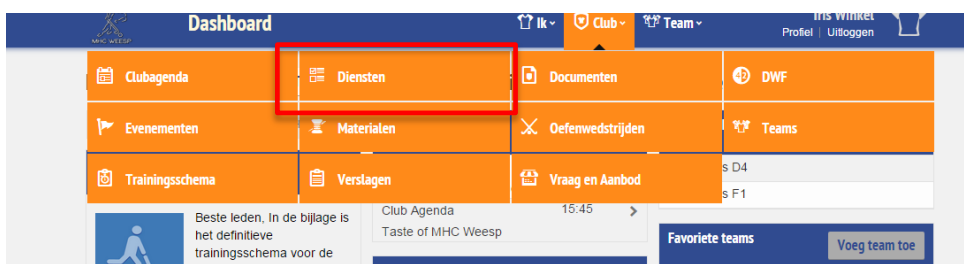 Dashboard
Ik
Club
Team
Iris Winkel
Profiel | Uitloggen
MHC WEESP
Clubagenda
Diensten
Documenten
DWF
Evenementen
Materialen
Oefenwedstrijden
Teams
Trainingsschema
Verslagen
Vraag en Aanbod
s D4
s F1
Beste leden, In de bijlage is
het definitieve
trainingsschema voor de
Club Agenda
15:45
Taste of MHC Weesp
Favoriete teams
Voeg team toe